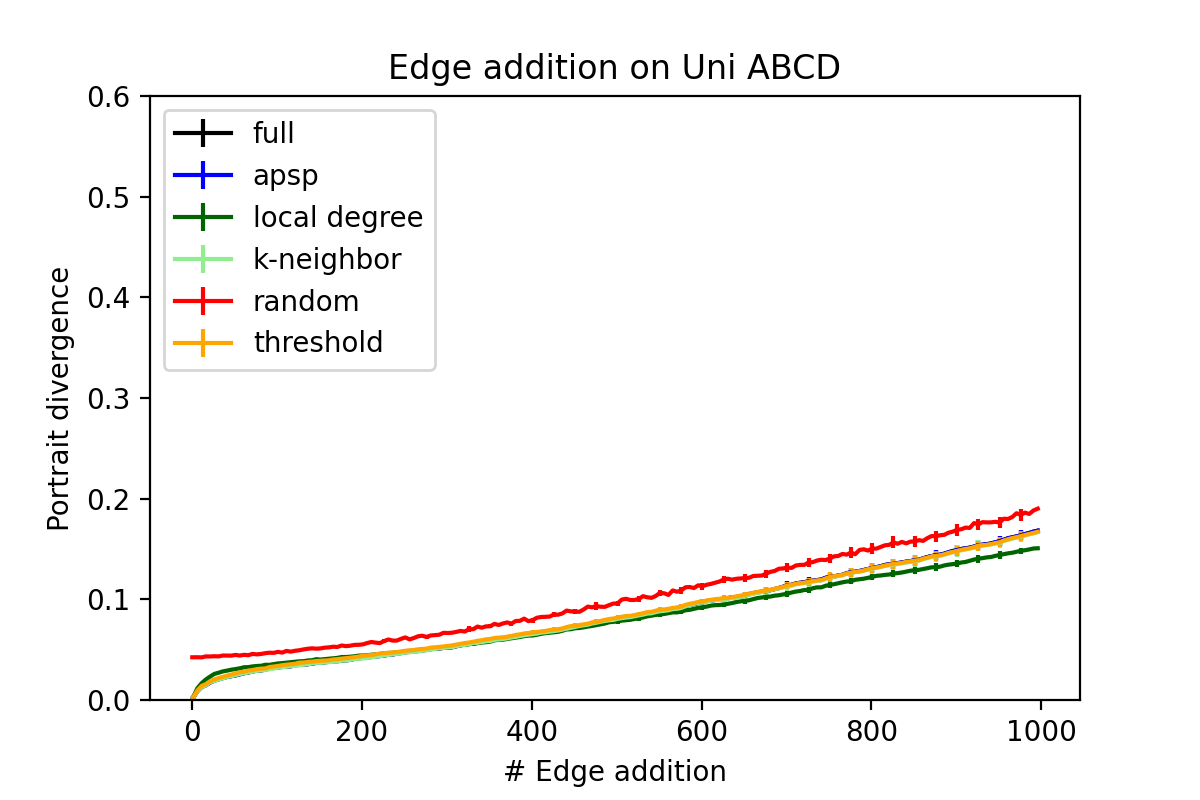 Edge addition on Uni ABCD
0.6
0.5
0.4
0.3
0.2
0.1
0.0
Portrait divergence
full
apsp
local degree
k-neighbor
random
threshold
0 200 400 600 800 1000
# Edge addition